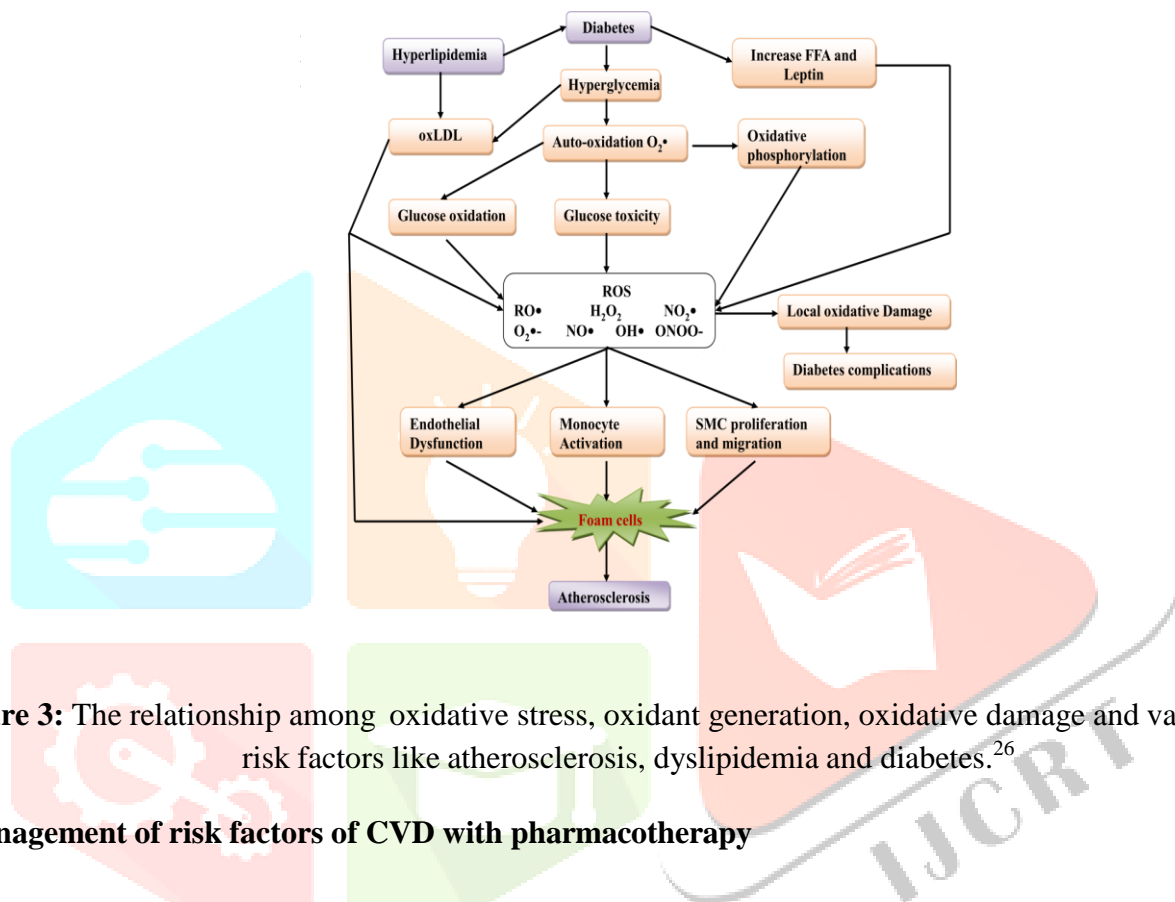 Diabetes
Hyperlipidemia
Increase FFA and
Leptin
Hyperglycemia
oxLDL
Auto-oxidation O₂•
Oxidative
phosphorylation
Glucose oxidation
Glucose toxicity
ROS
RO• H₂O₂ NO₂•
O₂•- NO• OH• ONOO-
Local oxidative Damage
Diabetes complications
Endothelial
Dysfunction
Monocyte
Activation
SMC proliferation
and migration
Foam cells
Atherosclerosis
ure 3: The relationship among oxidative stress, oxidant generation, oxidative damage and va
risk factors like atherosclerosis, dyslipidemia and diabetes.²⁶
nagement of risk factors of CVD with pharmacotherapy
IJCRT